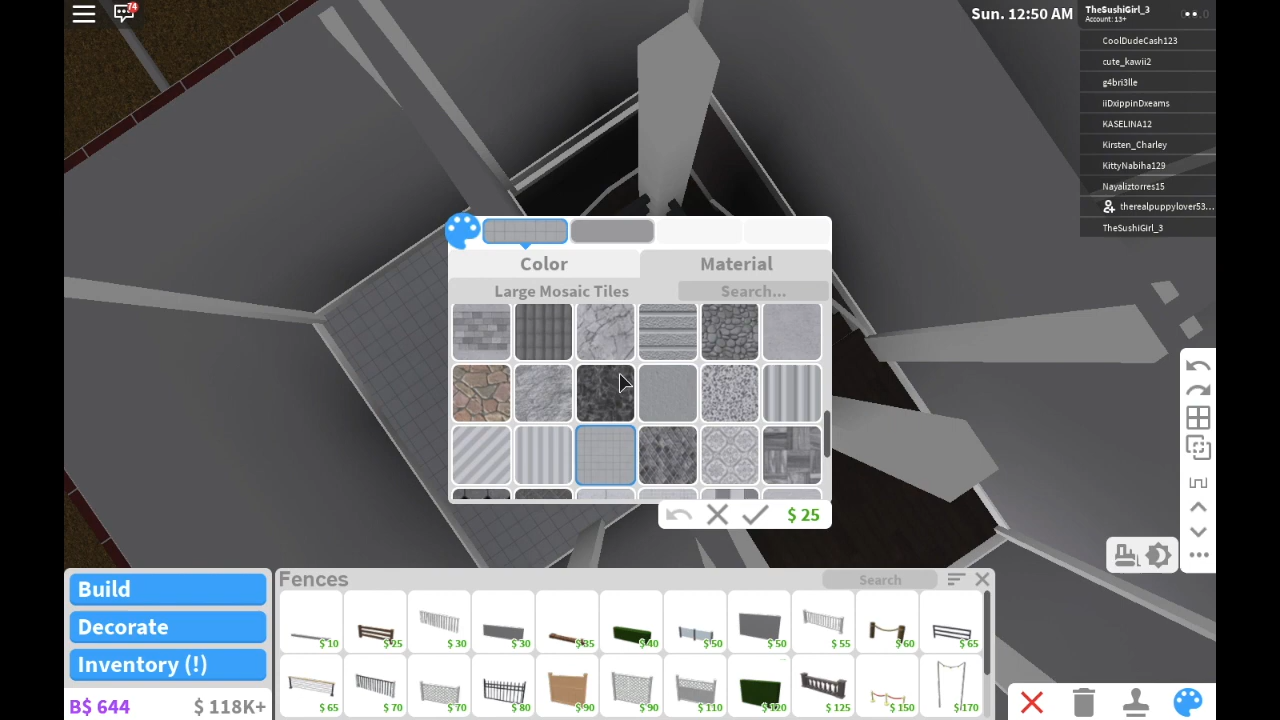 74
Sun. 12:50 AM
TheSushiGirl_3
Account: 13+
CoolDudeCash123
cute_kawii2
g4bri3lle
iiDxippinDxeams
KASELINA12
Kirsten_Charley
KittyNabiha129
Nayaliztorres15
therealpuppylover53...
TheSushiGirl_3
Color
Material
Large Mosaic Tiles
Search...
$ 25
Build
Decorate
Inventory (!)
B$ 644
$ 118K+
Fences
Search
$ 10
$ 25
$ 30
$ 30
$ 35
$ 40
$ 50
$ 50
$ 55
$ 60
$ 65
$ 65
$ 70
$ 70
$ 80
$ 90
$ 90
$ 110
$ 120
$ 125
$ 150
$ 170